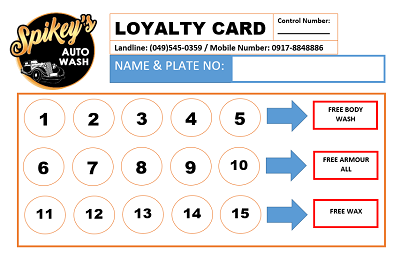 Spikey's
AUTO
WASH
LOYALTY CARD
Control Number:
Landline: (049)545-0359 / Mobile Number: 0917-8848886
NAME & PLATE NO:
1 2 3 4 5
FREE BODY
WASH
6 7 8 9 10
FREE ARMOUR
ALL
11 12 13 14 15
FREE WAX